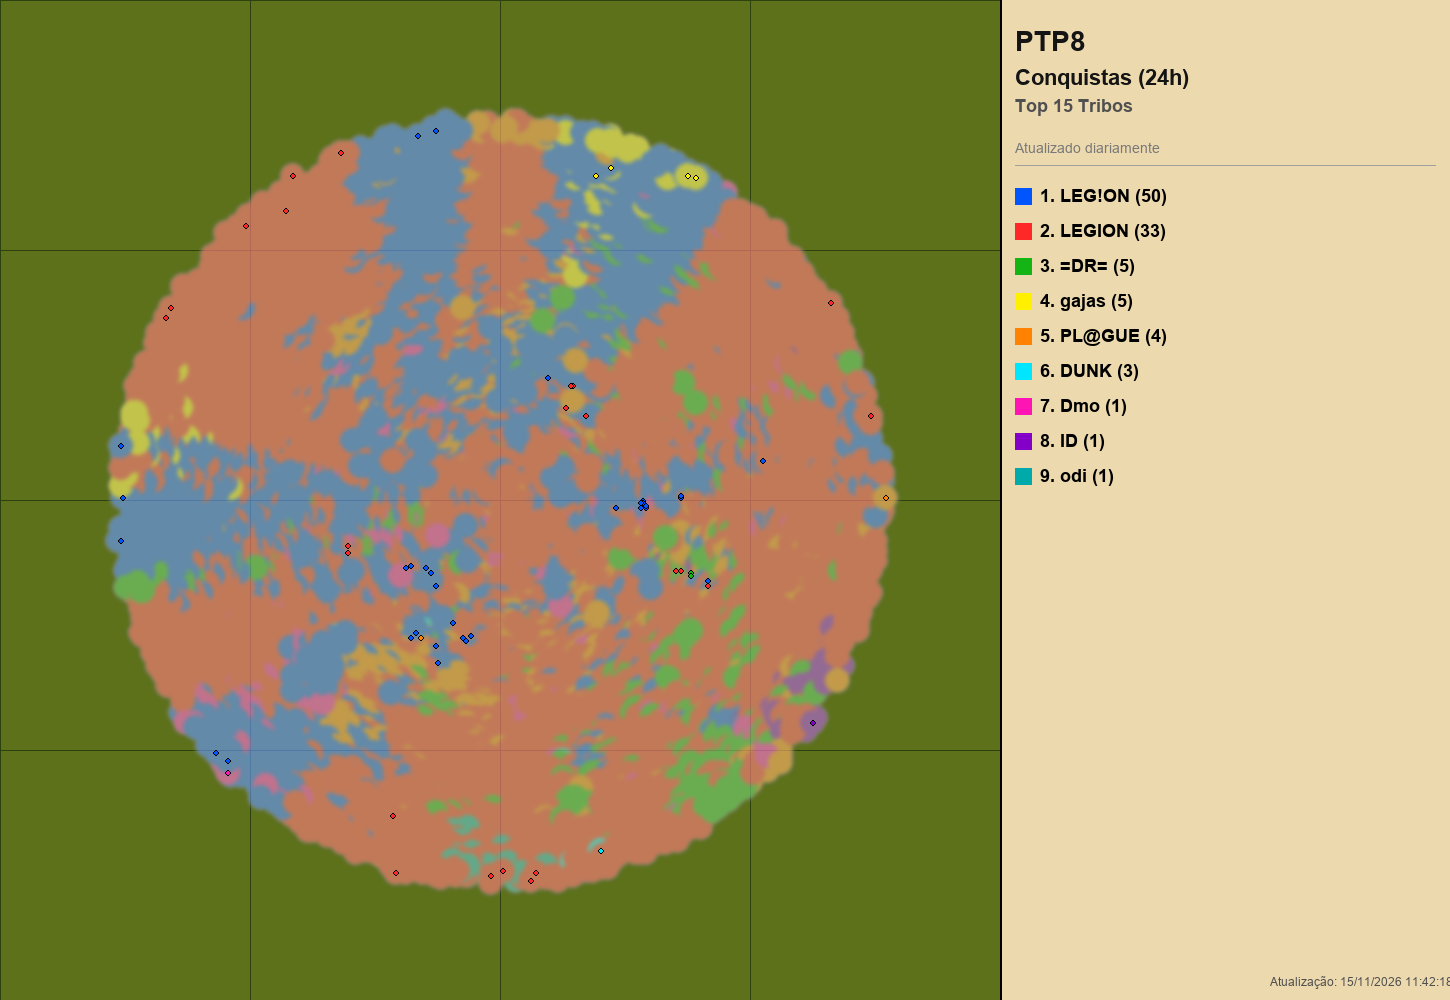 PTP8
Conquistas (24h)
Top 15 Tribos
Atualizado diariamente
1. LEG!ON (50)
2. LEGION (33)
3. =DR= (5)
4. gajas (5)
5. PL@GUE (4)
6. DUNK (3)
7. Dmo (1)
8. ID (1)
9. odi (1)
Atualização: 15/11/2026 11:42:18